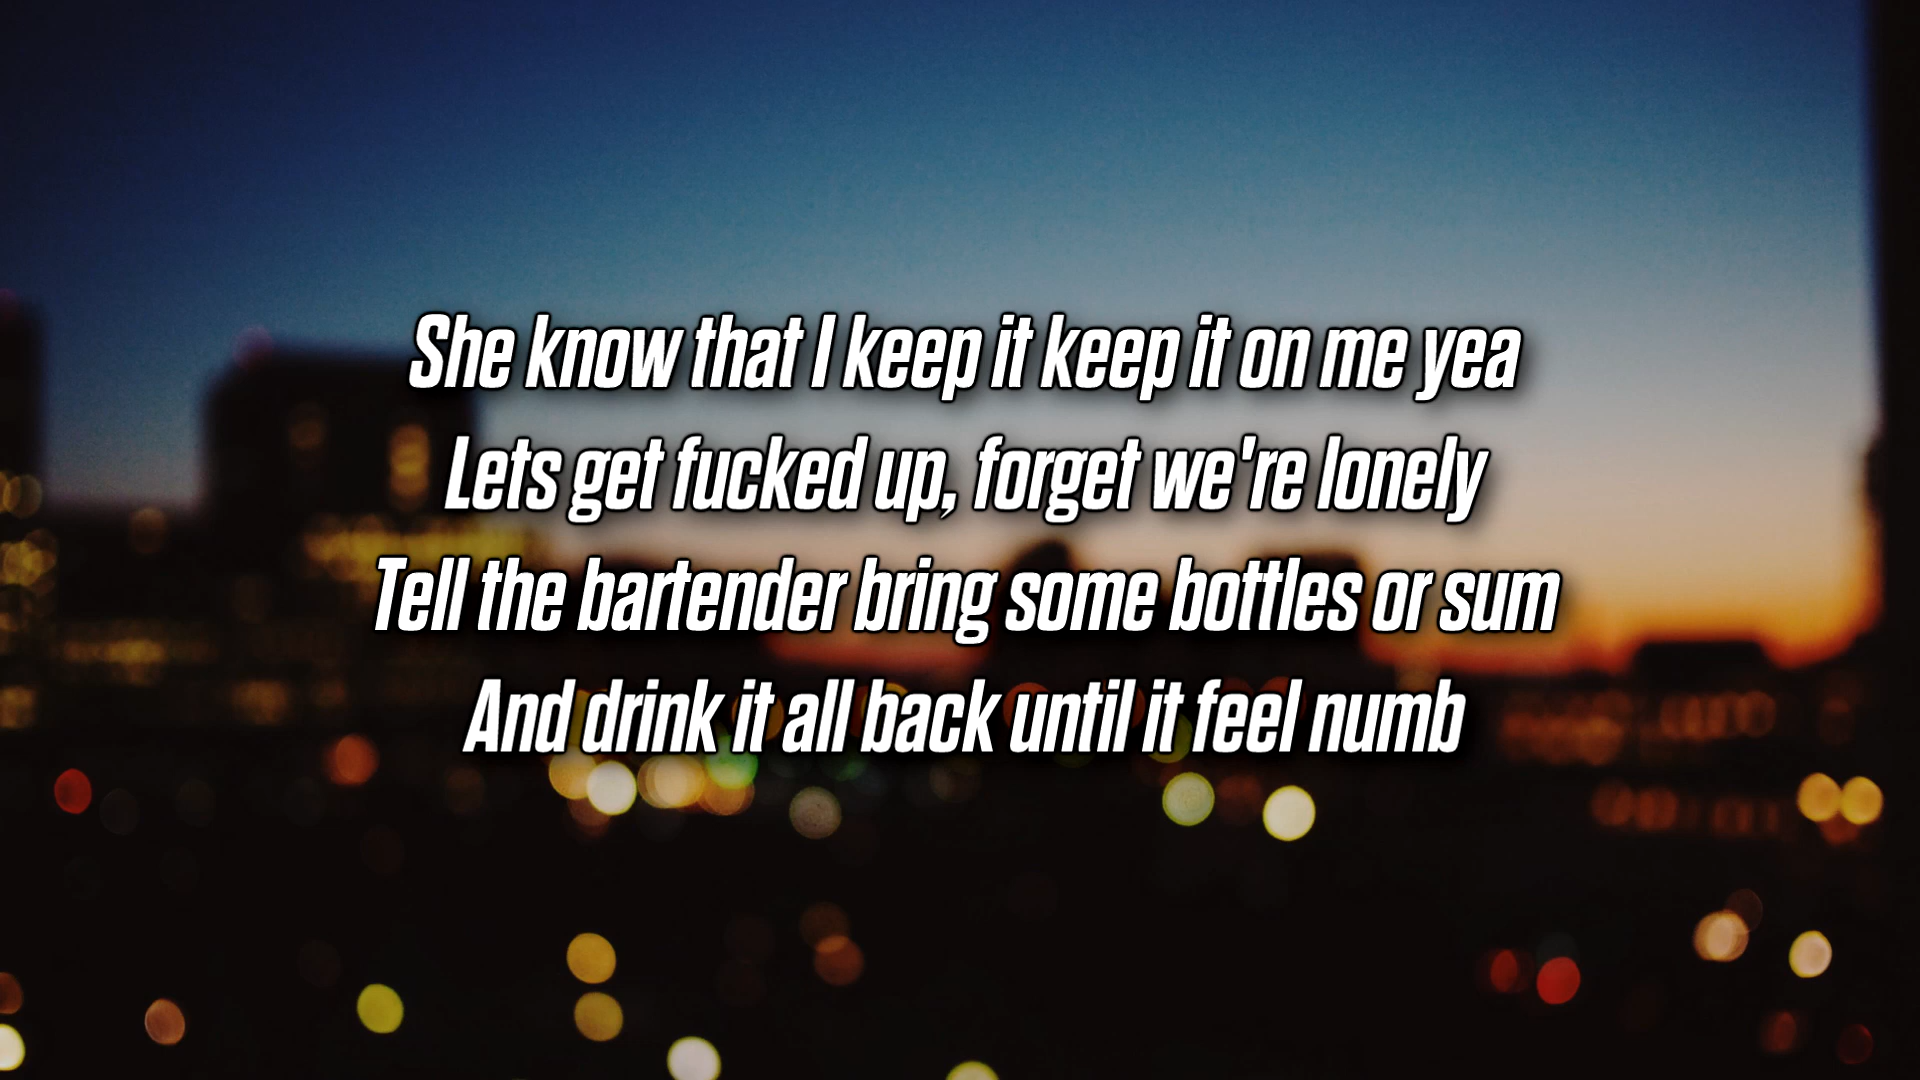 She know that I keep it keep it on me yea
Lets get fucked up, forget we're lonely
Tell the bartender bring some bottles or sum
And drink it all back until it feel numb